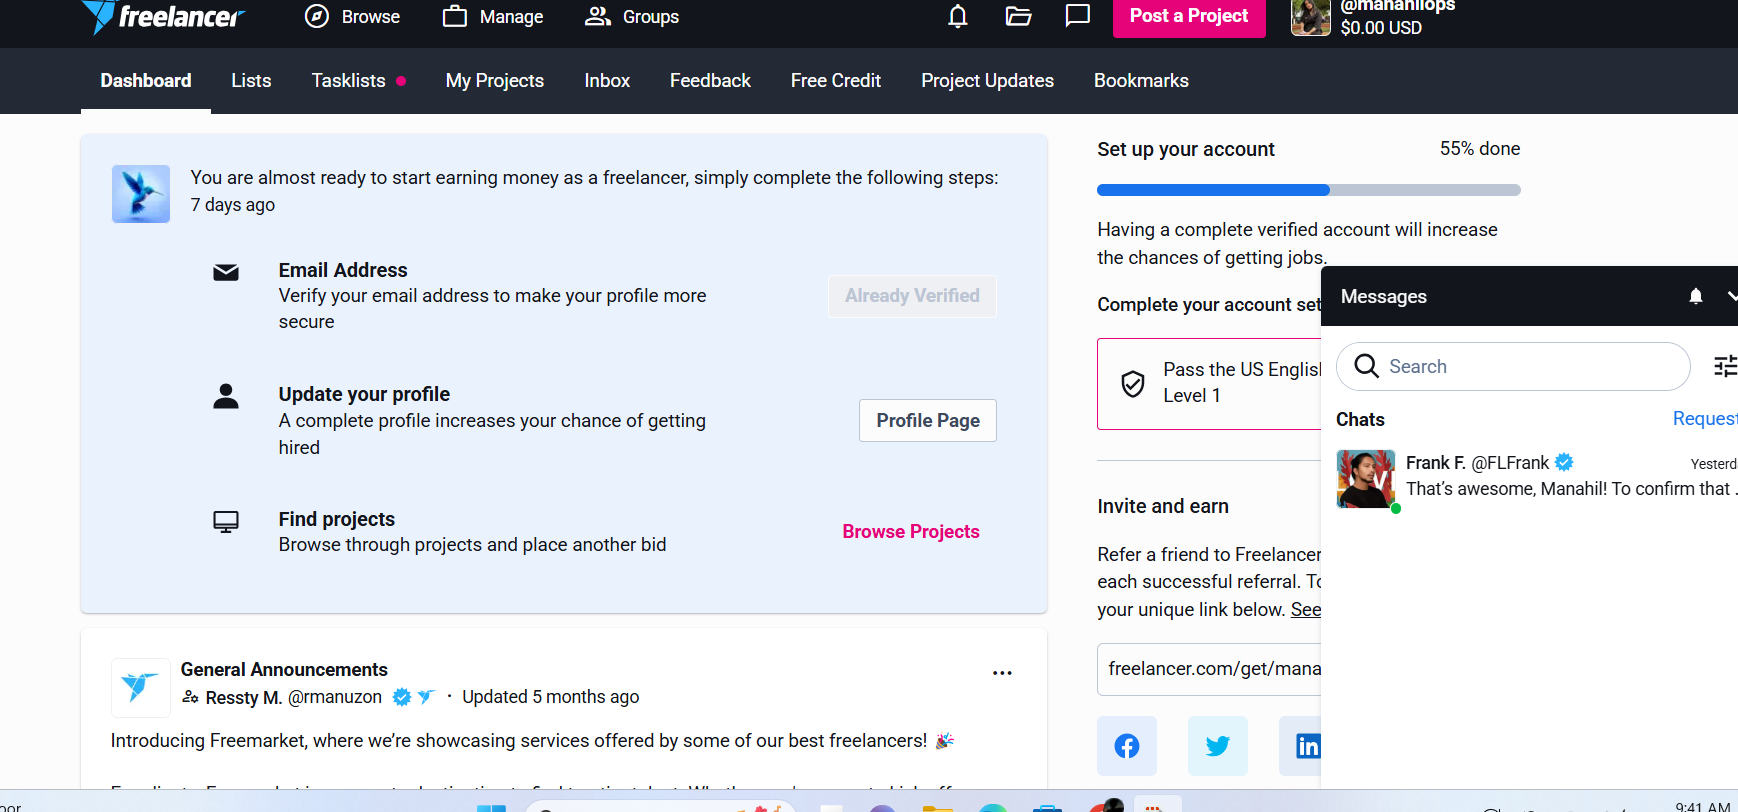 freelancer
Browse
Manage
Groups
Post a Project
@manahilops
$0.00 USD
Dashboard
Lists
Tasklists
My Projects
Inbox
Feedback
Free Credit
Project Updates
Bookmarks
You are almost ready to start earning money as a freelancer, simply complete the following steps:
7 days ago
Email Address
Verify your email address to make your profile more
secure
Already Verified
Update your profile
A complete profile increases your chance of getting
hired
Profile Page
Find projects
Browse through projects and place another bid
Browse Projects
General Announcements
Ressty M. @rmanuzon · Updated 5 months ago
Introducing Freemarket, where we’re showcasing services offered by some of our best freelancers! 🎉
Set up your account
55% done
Having a complete verified account will increase
the chances of getting jobs.
Complete your account set
Pass the US English
Level 1
Invite and earn
Refer a friend to Freelancer
each successful referral. To
your unique link below. See
freelancer.com/get/mana
Messages
Search
Chats
Request
Frank F. @FLFrank
Yesterd
That’s awesome, Manahil! To confirm that ..
9:41 AM